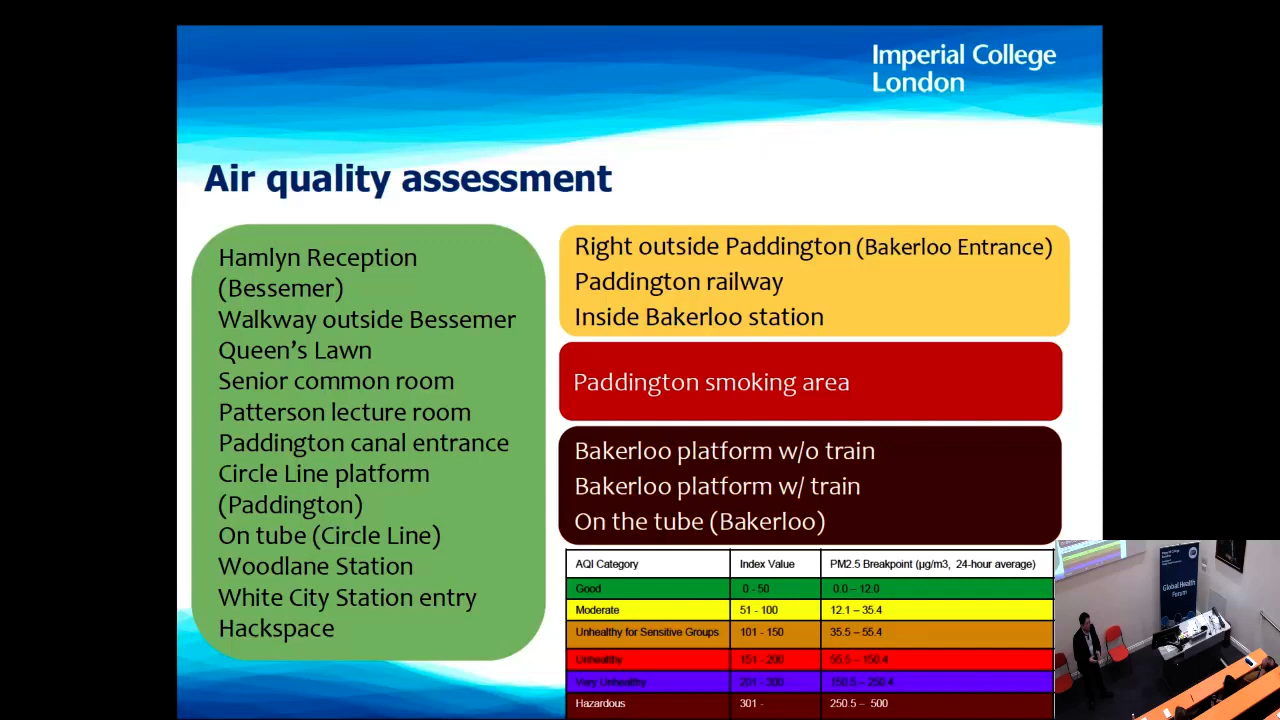 Imperial College
London
Air quality assessment
Hamlyn Reception
(Bessemer)
Walkway outside Bessemer
Queen's Lawn
Senior common room
Patterson lecture room
Paddington canal entrance
Circle Line platform
(Paddington)
On tube (Circle Line)
Woodlane Station
White City Station entry
Hackspace
Right outside Paddington (Bakerloo Entrance)
Paddington railway
Inside Bakerloo station
Paddington smoking area
Bakerloo platform w/o train
Bakerloo platform w/ train
On the tube (Bakerloo)
AQI Category Index Value PM2.5 Breakpoint (µg/m3, 24-hour average)
Good 0 - 50 0.0 – 12.0
Moderate 51 - 100 12.1 – 35.4
Unhealthy for Sensitive Groups 101 - 150 35.5 – 55.4
Unhealthy 151 - 200 55.5 – 150.4
Very Unhealthy 201 - 300 150.5 – 250.4
Hazardous 301 - 250.5 – 500
Global Health
Forum